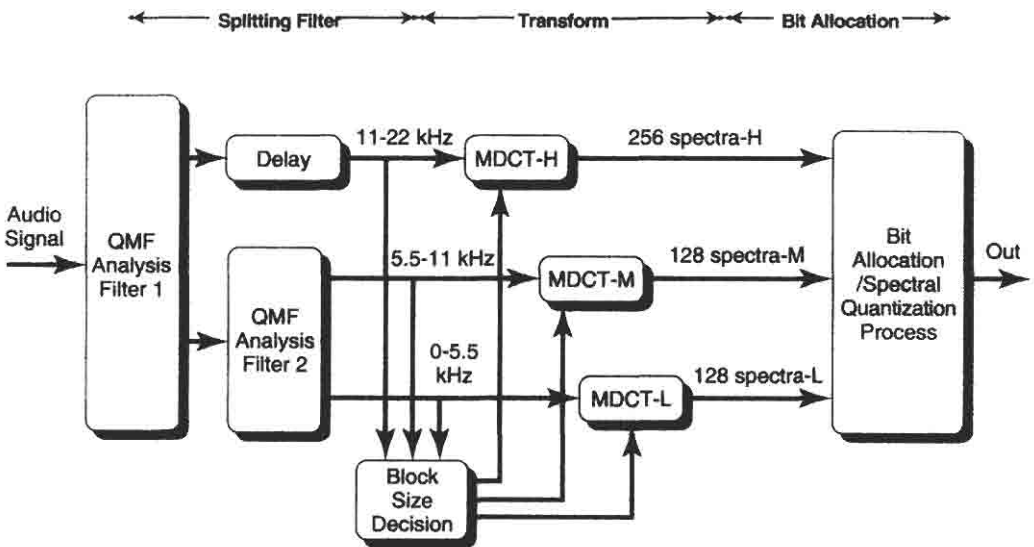 Splitting Filter
Transform
Bit Allocation
Audio
Signal
QMF
Analysis
Filter 1
Delay
11-22 kHz
MDCT-H
256 spectra-H
QMF
Analysis
Filter 2
5.5-11 kHz
MDCT-M
128 spectra-M
0-5.5
kHz
MDCT-L
128 spectra-L
Block
Size
Decision
Bit
Allocation
/Spectral
Quantization
Process
Out